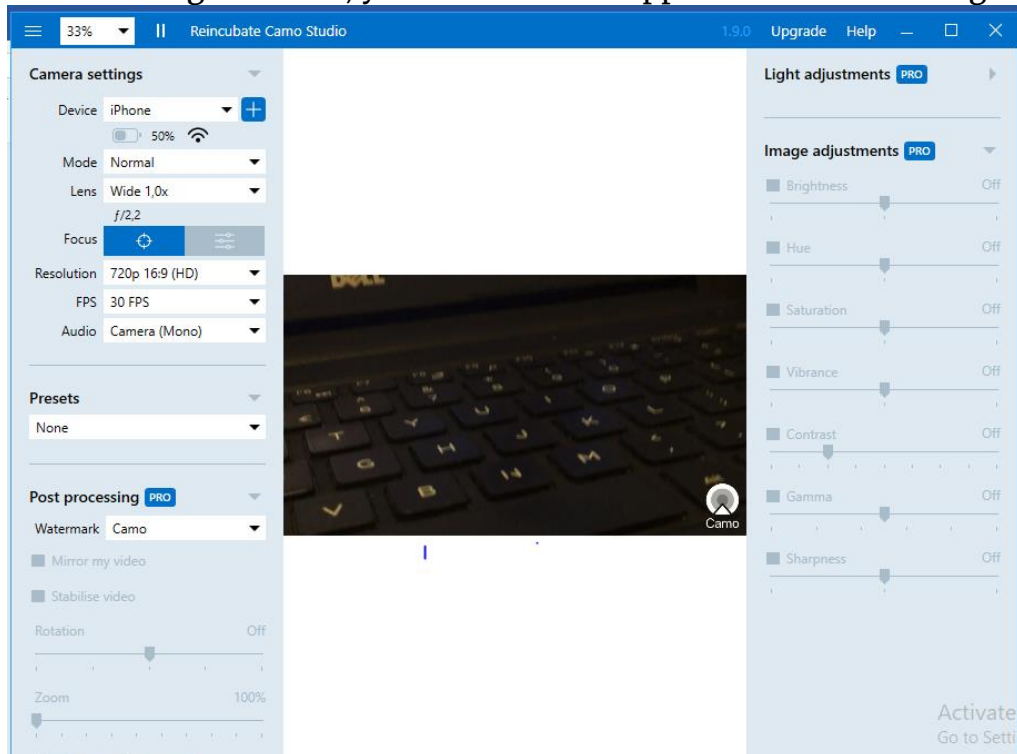 33% Reincubate Camo Studio 1.9.0 Upgrade Help
Camera settings
Device iPhone
50%
Mode Normal
Lens Wide 1,0x
f/2,2
Focus
Resolution 720p 16:9 (HD)
FPS 30 FPS
Audio Camera (Mono)
Presets
None
Post processing PRO
Watermark Camo
Mirror my video
Stabilise video
Rotation Off
Zoom 100%
DELL
T Y U
G H J K
V B N M
Camo
Light adjustments PRO
Image adjustments PRO
Brightness Off
Hue Off
Saturation Off
Vibrance Off
Contrast Off
Gamma Off
Sharpness Off
Activate
Go to Setti